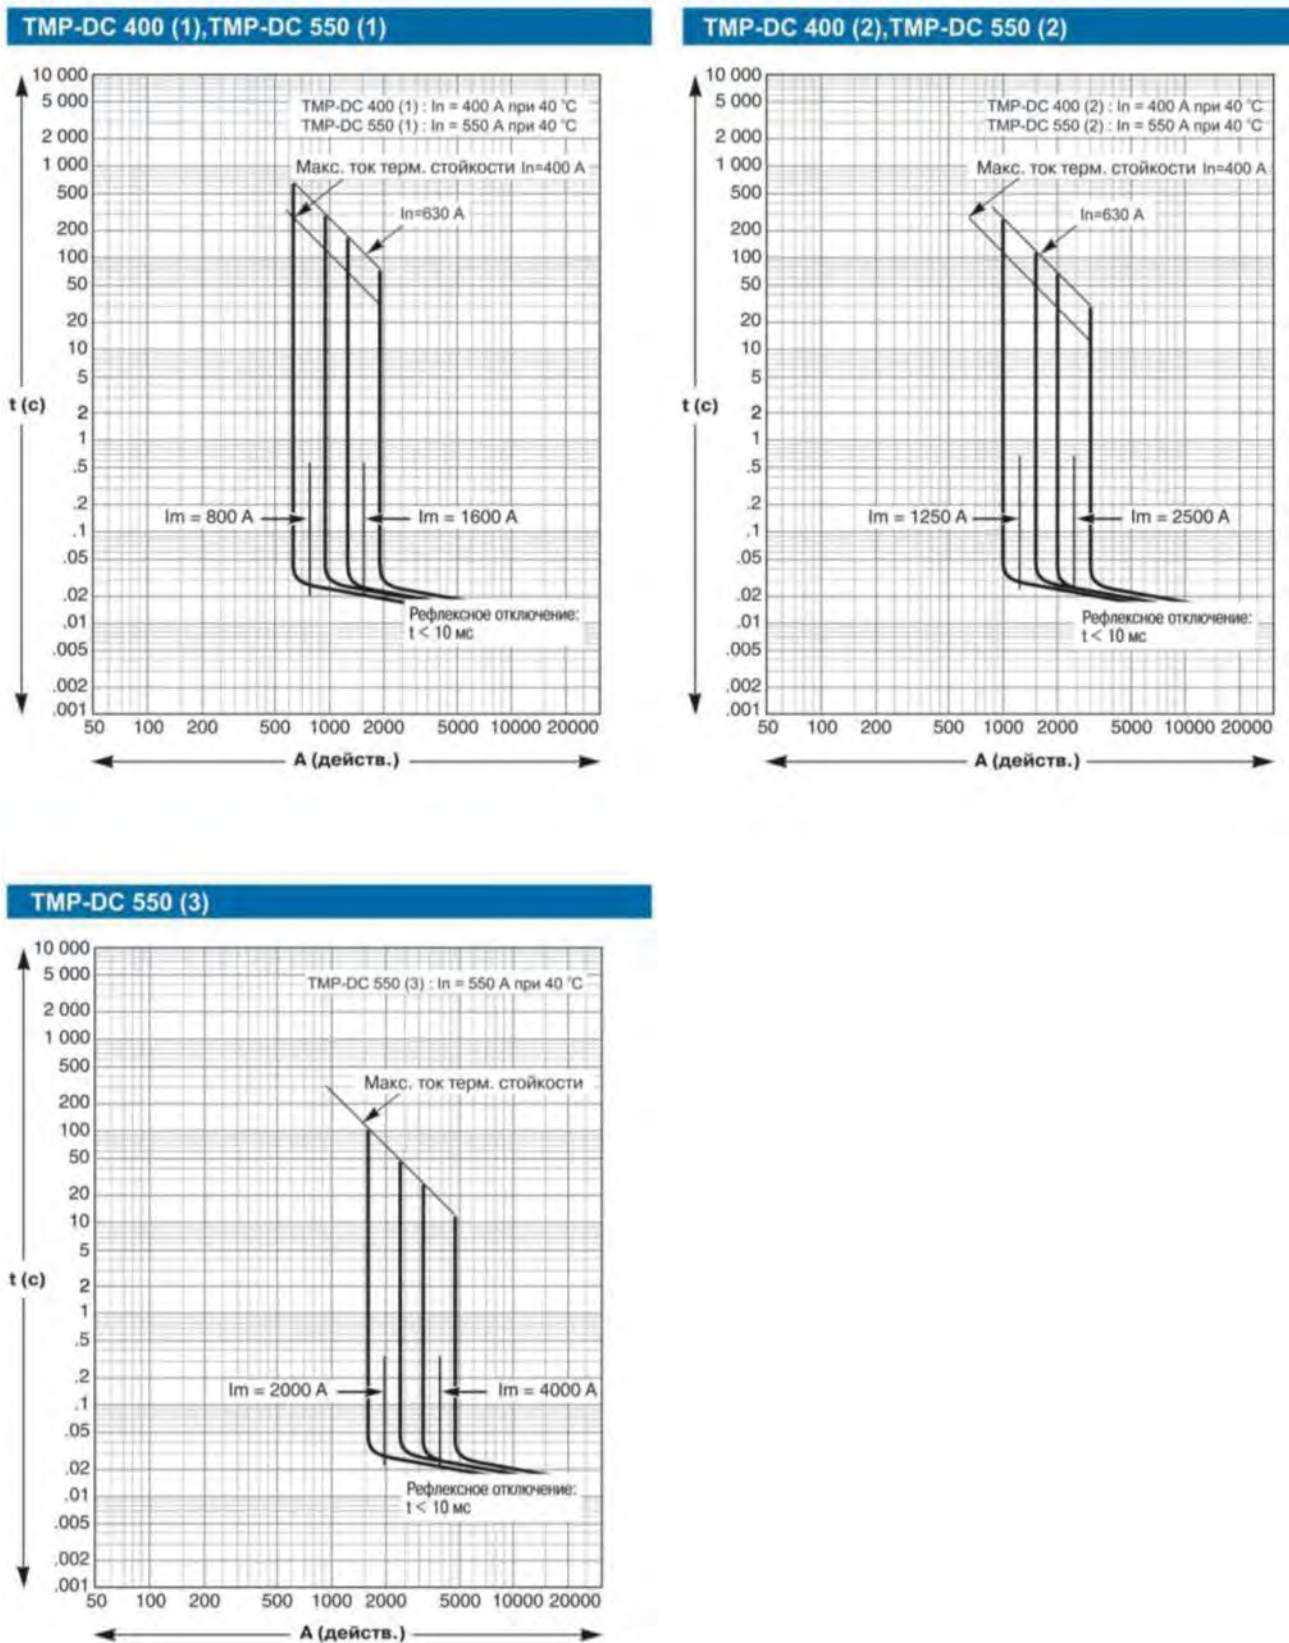 TMP-DC 400 (1),TMP-DC 550 (1)
10 000
5 000
2 000
1 000
500
200
100
50
20
10
5
2
1
.5
.2
.1
.05
.02
.01
.005
.002
.001
t (с)
TMP-DC 400 (1) : In = 400 А при 40 °С
TMP-DC 550 (1) : In = 550 А при 40 °С
Макс. ток терм. стойкости In=400 А
In=630 А
Im = 800 А
Im = 1600 А
Рефлексное отключение:
t < 10 мс
50 100 200 500 1000 2000 5000 10000 20000
А (действ.)
TMP-DC 400 (2),TMP-DC 550 (2)
10 000
5 000
2 000
1 000
500
200
100
50
20
10
5
2
1
.5
.2
.1
.05
.02
.01
.005
.002
.001
t (с)
TMP-DC 400 (2) : In = 400 А при 40 °С
TMP-DC 550 (2) : In = 550 А при 40 °С
Макс. ток терм. стойкости In=400 А
In=630 А
Im = 1250 А
Im = 2500 А
Рефлексное отключение:
t < 10 мс
50 100 200 500 1000 2000 5000 10000 20000
А (действ.)
TMP-DC 550 (3)
10 000
5 000
2 000
1 000
500
200
100
50
20
10
5
2
1
.5
.2
.1
.05
.02
.01
.005
.002
.001
t (с)
TMP-DC 550 (3) : In = 550 А при 40 °С
Макс. ток терм. стойкости
Im = 2000 А
Im = 4000 А
Рефлексное отключение:
t < 10 мс
50 100 200 500 1000 2000 5000 10000 20000
А (действ.)